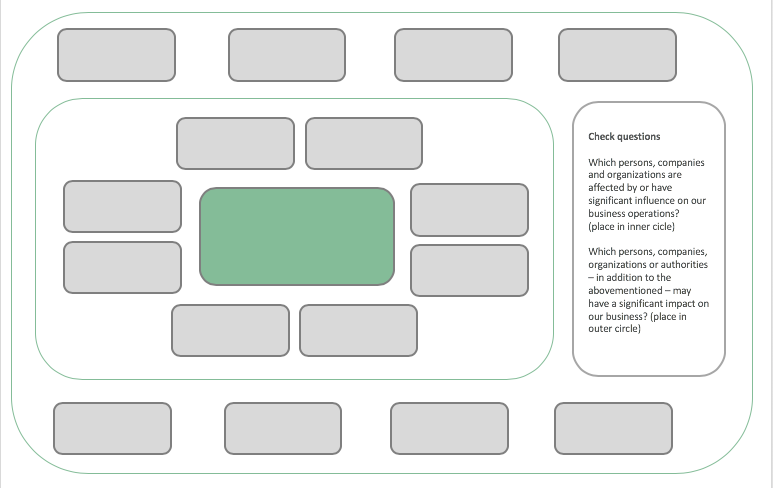 Check questions
Which persons, companies
and organizations are
affected by or have
significant influence on our
business operations?
(place in inner cicle)
Which persons, companies,
organizations or authorities
– in addition to the
abovementioned – may
have a significant impact on
our business? (place in
outer circle)